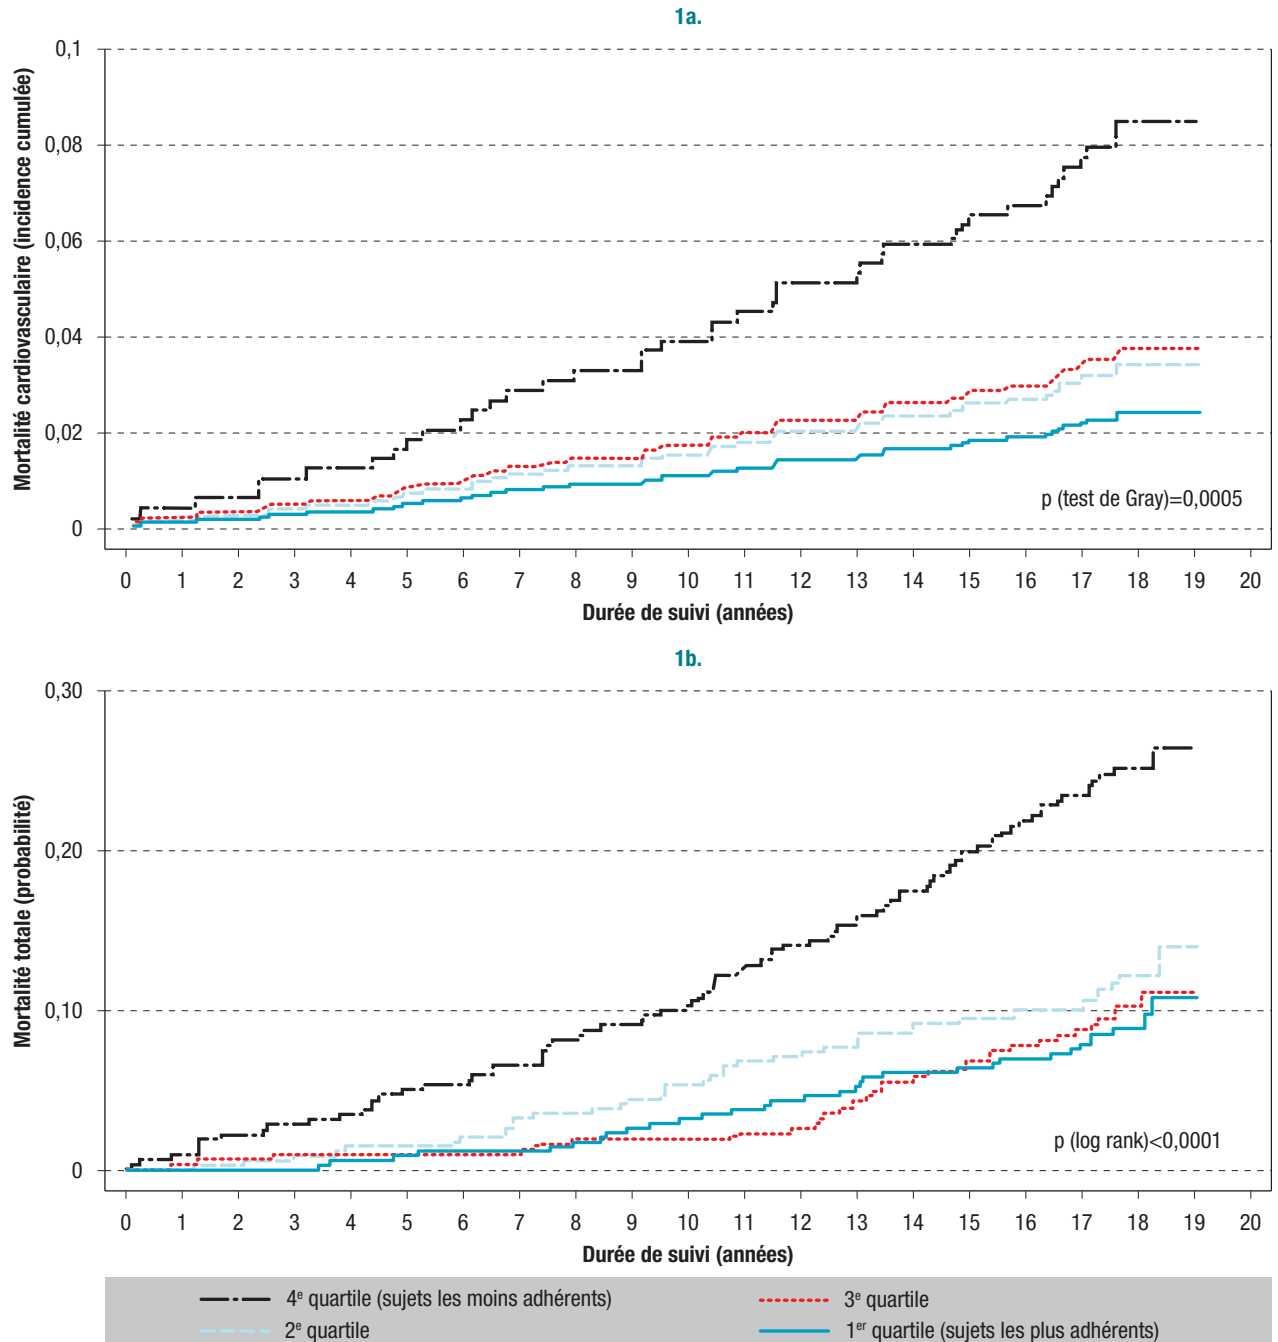 1a.
Mortalité cardiovasculaire (incidence cumulée)
0,1
0,08
0,06
0,04
0,02
0
p (test de Gray)=0,0005
0 1 2 3 4 5 6 7 8 9 10 11 12 13 14 15 16 17 18 19 20
Durée de suivi (années)
1b.
Mortalité totale (probabilité)
0,30
0,20
0,10
0
p (log rank)<0,0001
0 1 2 3 4 5 6 7 8 9 10 11 12 13 14 15 16 17 18 19 20
Durée de suivi (années)
4e quartile (sujets les moins adhérents)
3e quartile
2e quartile
1er quartile (sujets les plus adhérents)